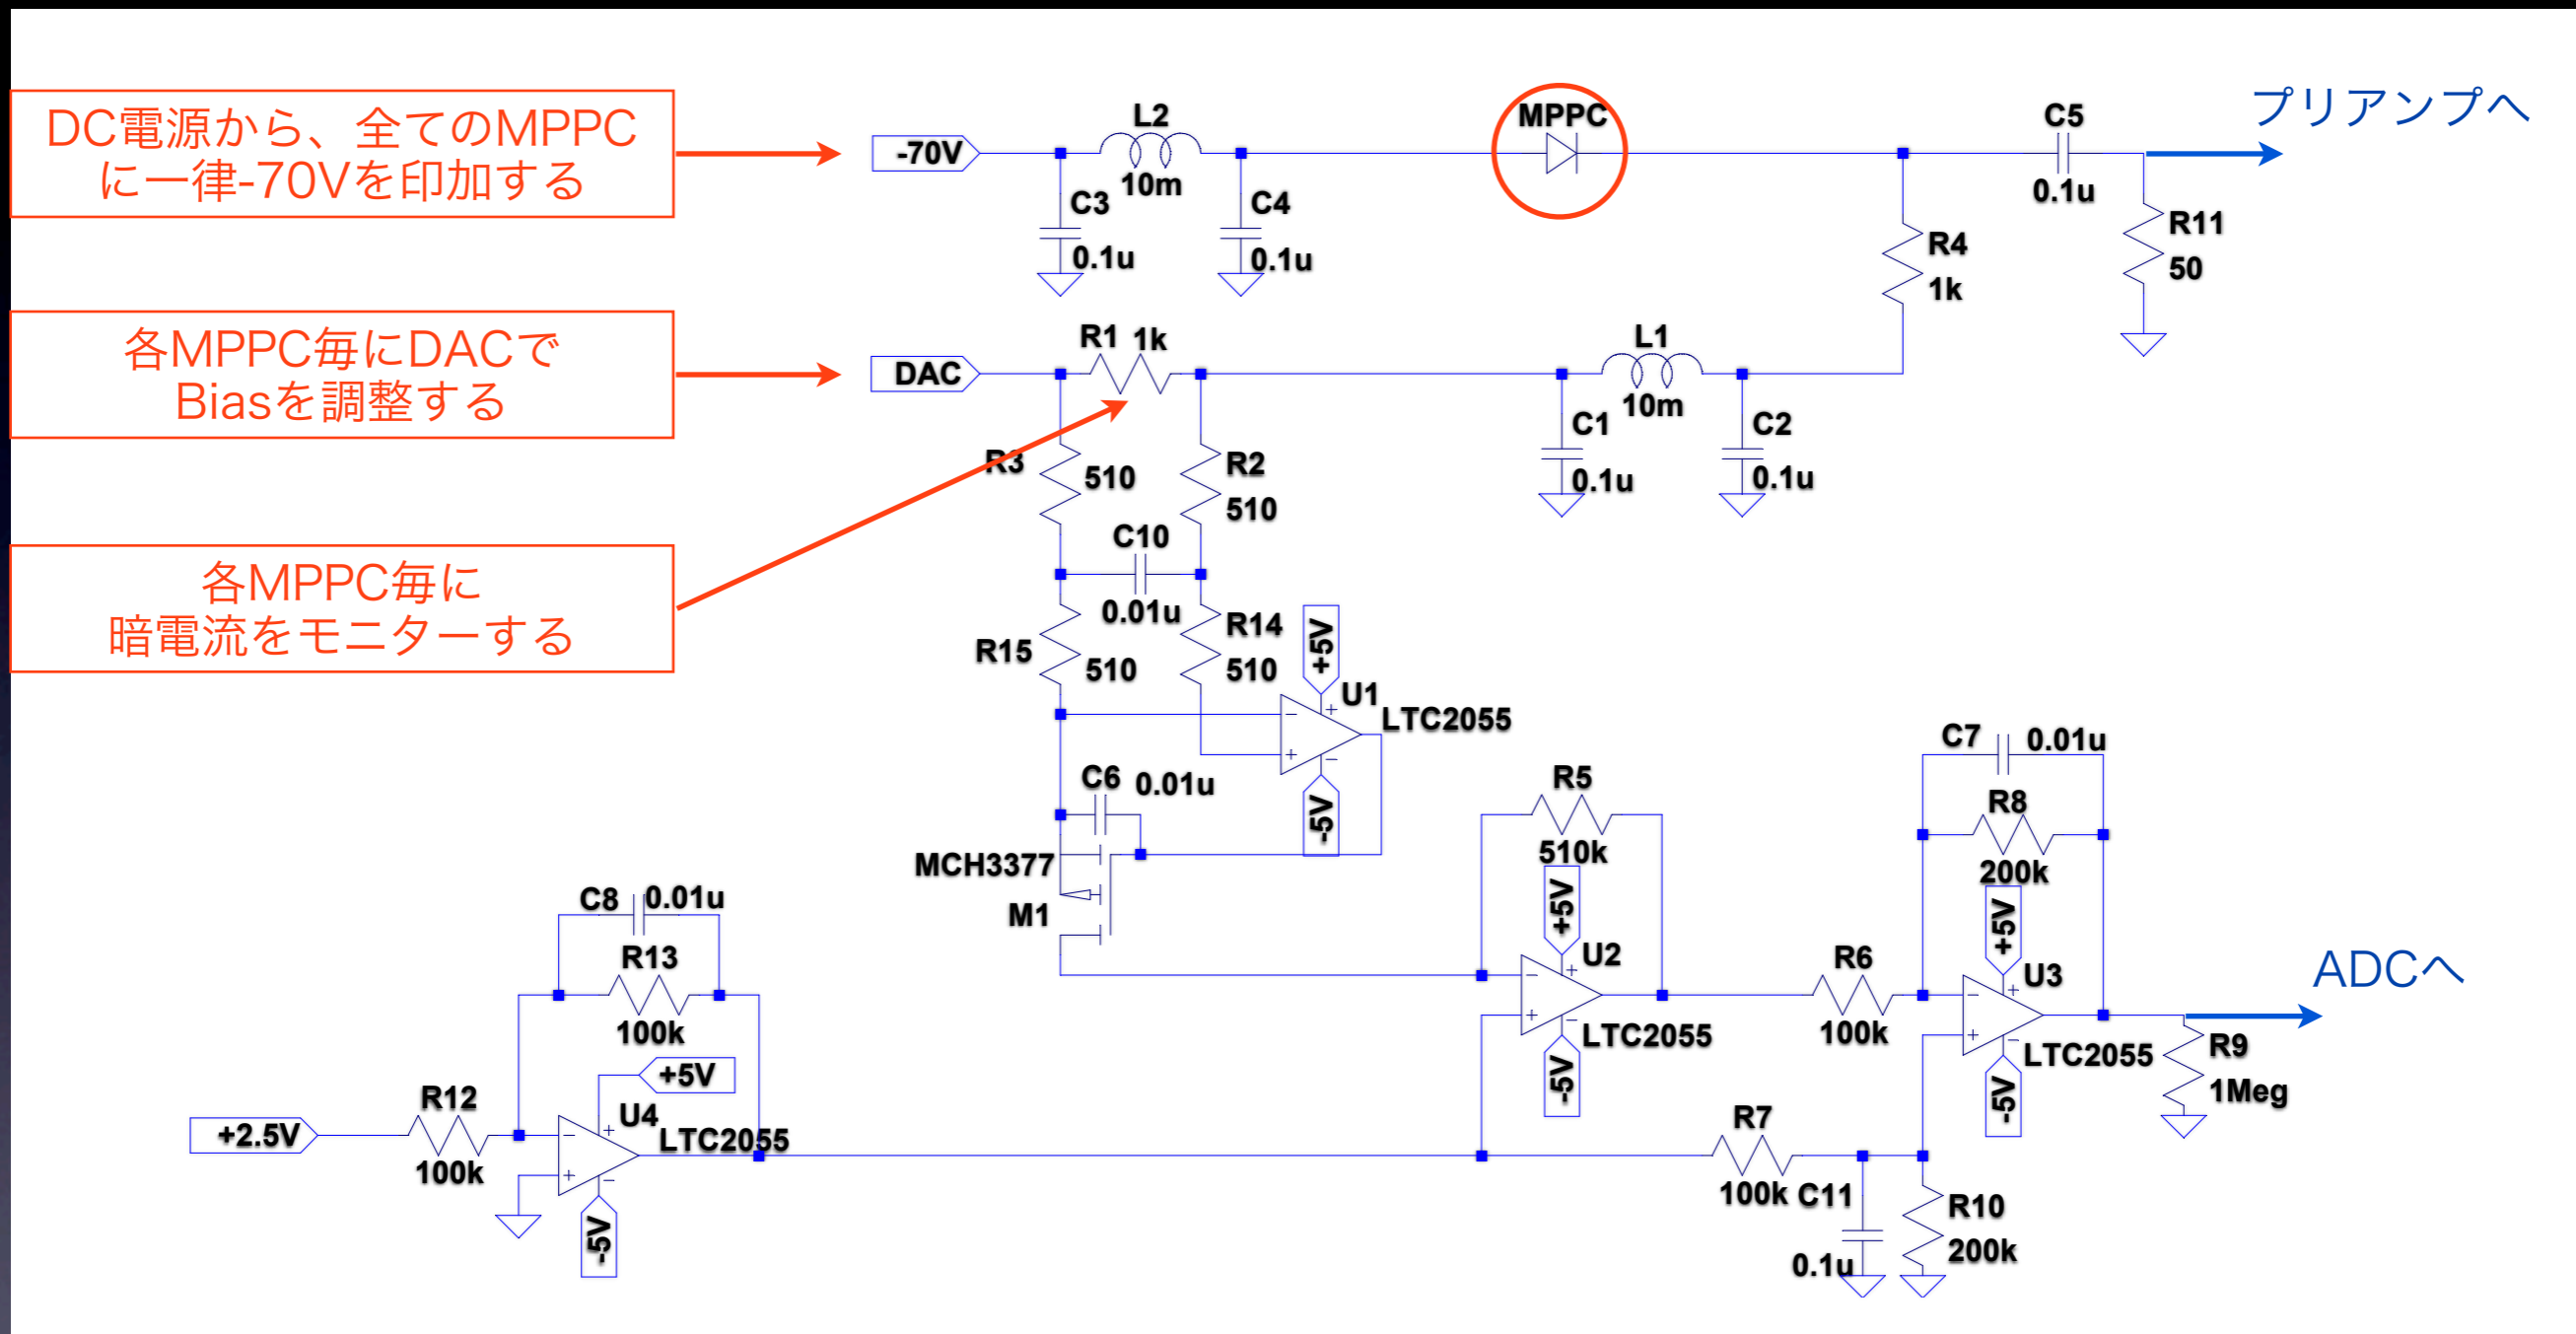 DC電源から、全てのMPPC
に一律-70Vを印加する
-70V
L2
10m
C3
0.1u
C4
0.1u
MPPC
C5
0.1u
プリアンプへ
R11
50
R4
1k
各MPPC毎にDACで
Biasを調整する
DAC
R1 1k
L1
10m
C1
0.1u
C2
0.1u
R3
510
R2
510
C10
0.01u
各MPPC毎に
暗電流をモニターする
R15
510
R14
510
+5V
U1
LTC2055
-5V
C6 0.01u
MCH3377
M1
R5
510k
+5V
U2
LTC2055
-5V
C7 0.01u
R8
200k
+5V
R6
100k
U3
LTC2055
-5V
ADCへ
R9
1Meg
C8 0.01u
R13
100k
+5V
+2.5V
R12
100k
U4
LTC2055
-5V
R7
100k
C11
0.1u
R10
200k